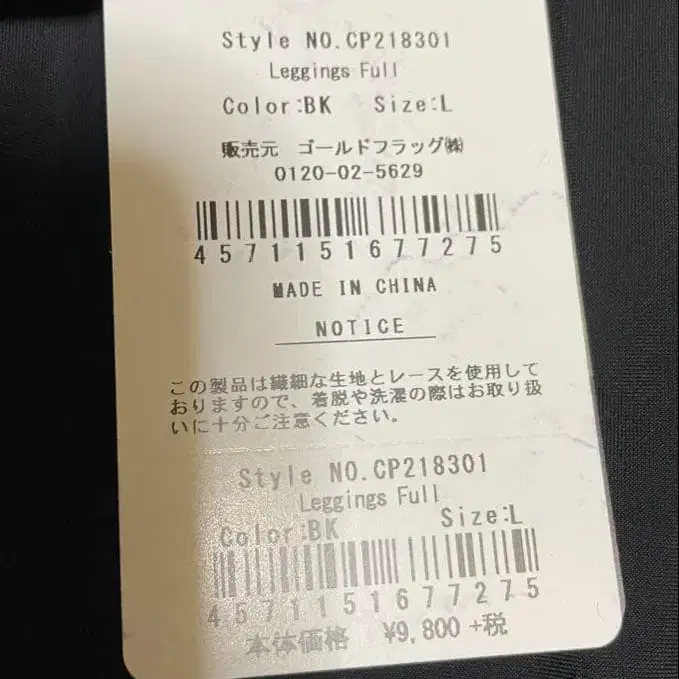 Style NO.CP218301
Leggings Full
Color:BK Size:L
販売元 ゴールドフラッグ㈱
0120-02-5629
4571151677275
MADE IN CHINA
NOTICE
この製品は繊細な生地とレースを使用して
おりますので、着脱や洗濯の際はお取り扱
いに十分ご注意ください。
Style NO.CP218301
Leggings Full
Color:BK Size:L
4571151677275
本体価格 ¥9,800+税